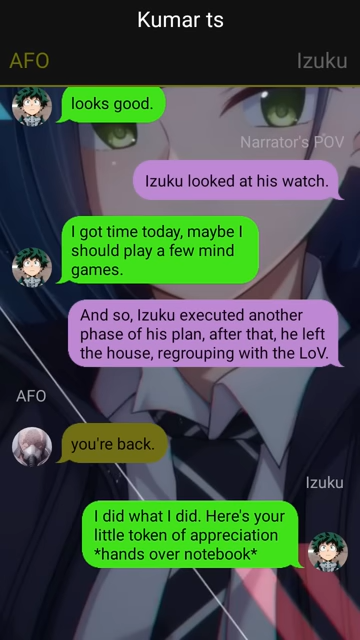 Kumar ts
AFO
Izuku
looks good.
Narrator's POV
Izuku looked at his watch.
I got time today, maybe I
should play a few mind
games.
And so, Izuku executed another
phase of his plan, after that, he left
the house, regrouping with the LoV.
AFO
you're back.
Izuku
I did what I did. Here's your
little token of appreciation
*hands over notebook*